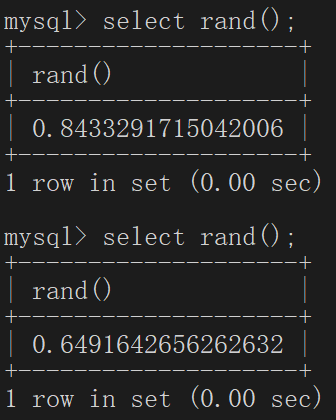 mysql> select rand();
+---------------------+
| rand()              |
+---------------------+
| 0.8433291715042006 |
+---------------------+
1 row in set (0.00 sec)
mysql> select rand();
+---------------------+
| rand()              |
+---------------------+
| 0.6491642656262632 |
+---------------------+
1 row in set (0.00 sec)